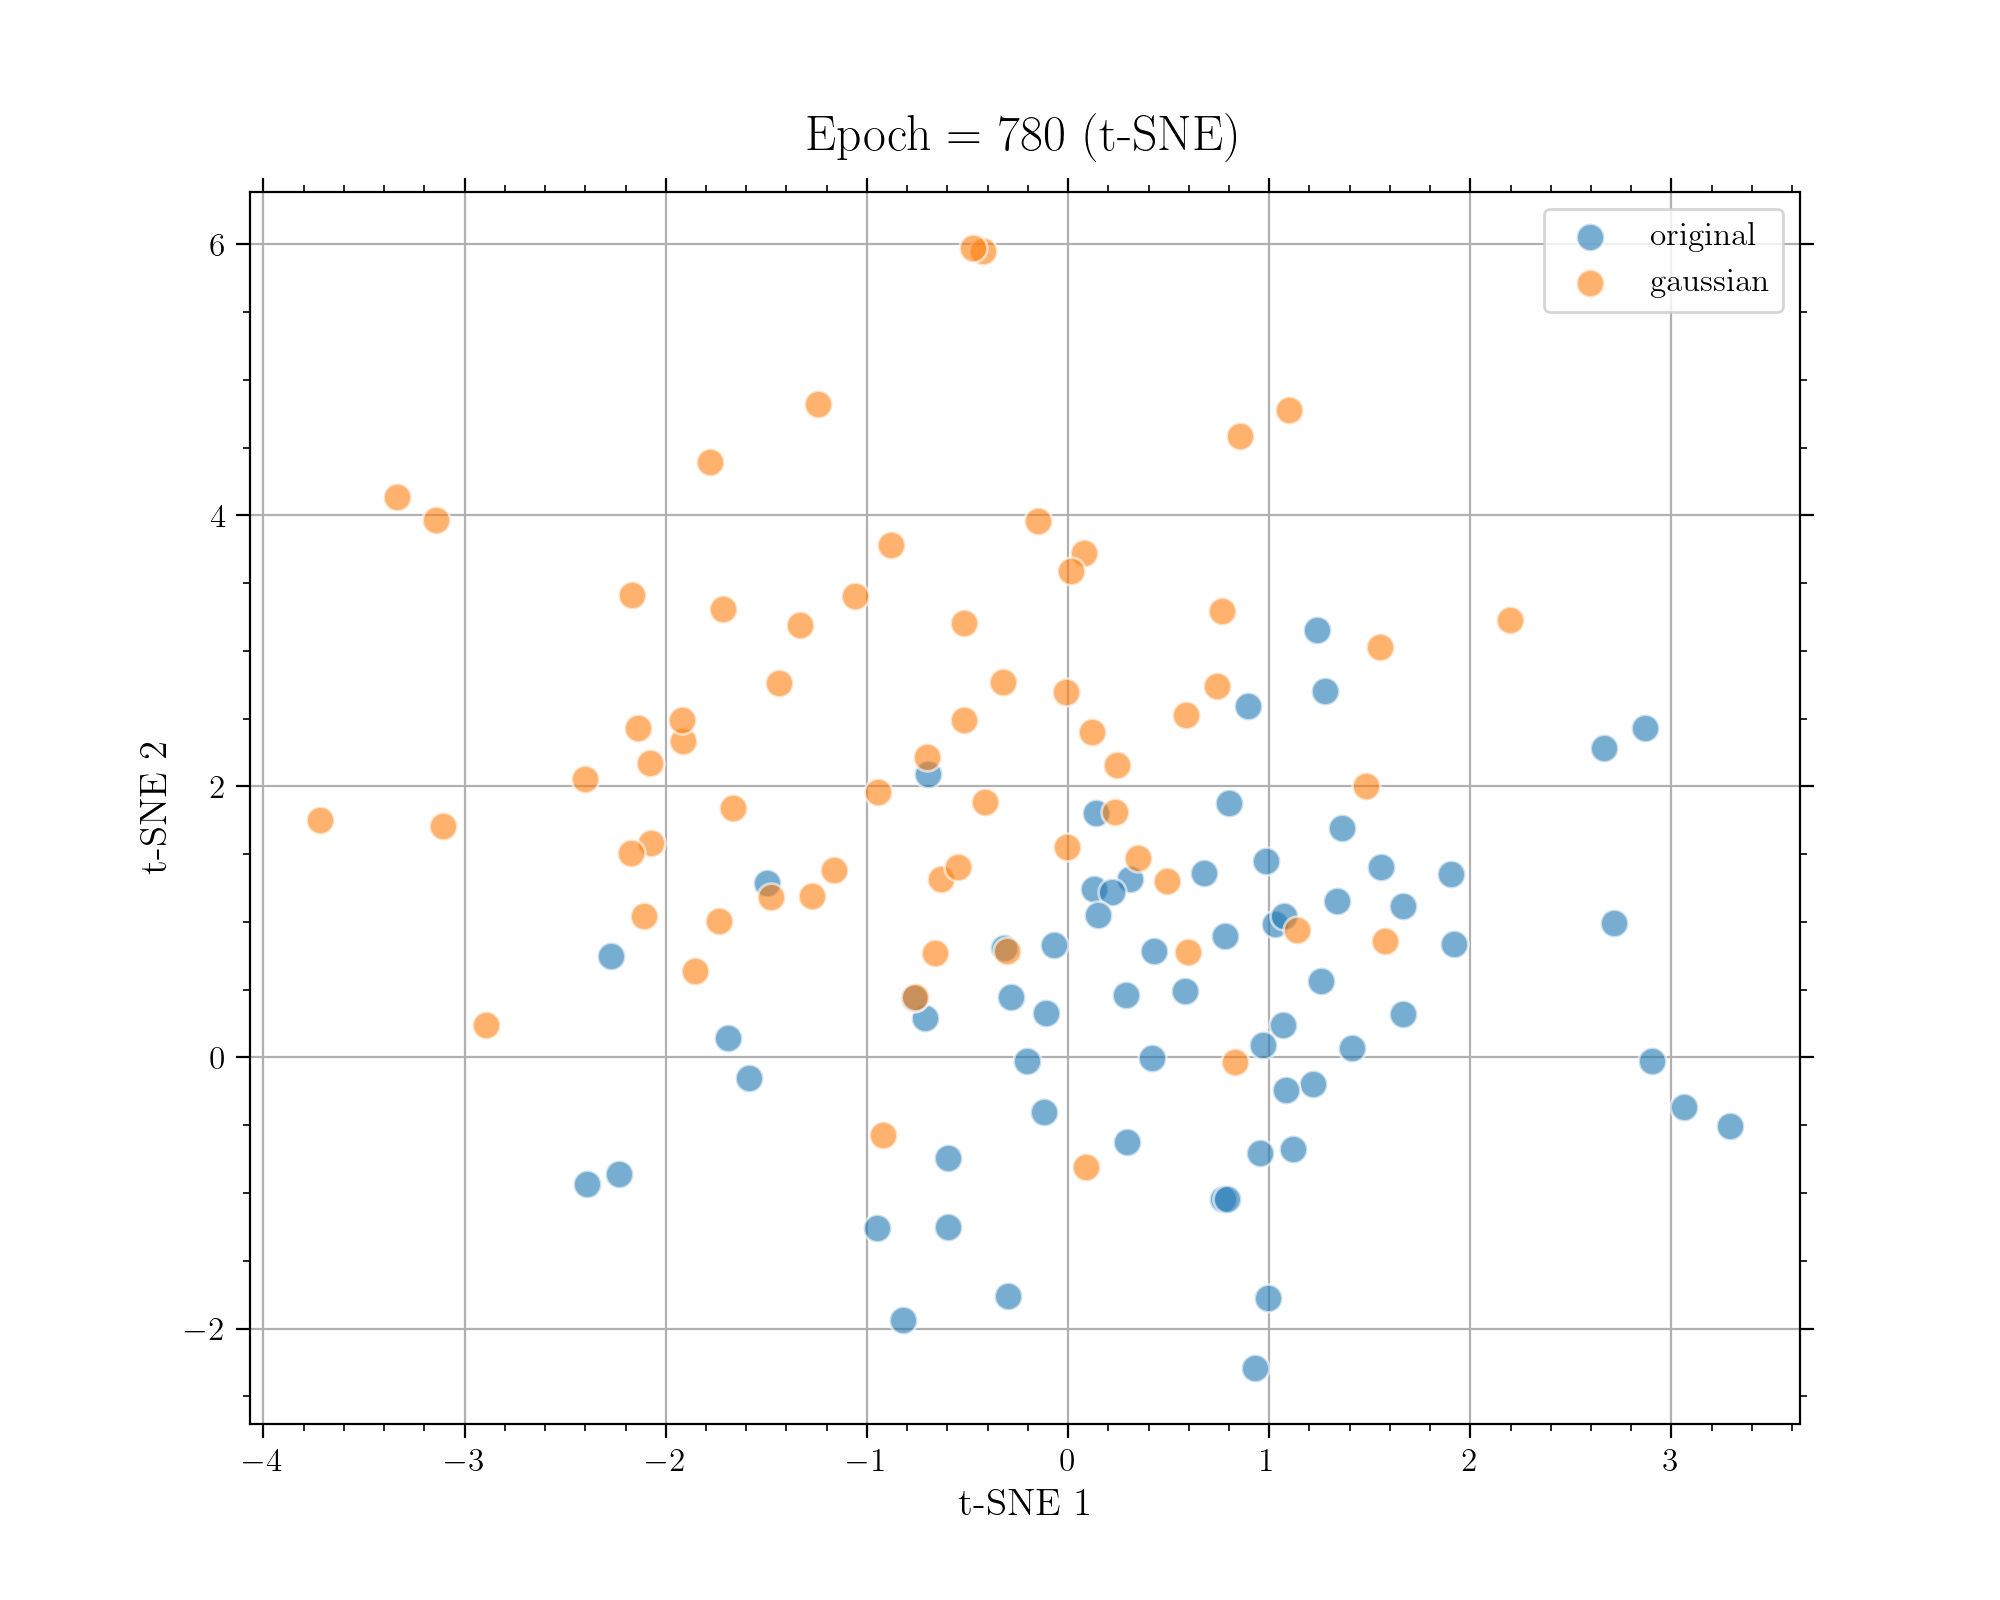 Epoch = 780 (t-SNE)
original
gaussian
6
4
2
0
−2
t-SNE 2
−4 −3 −2 −1 0 1 2 3
t-SNE 1